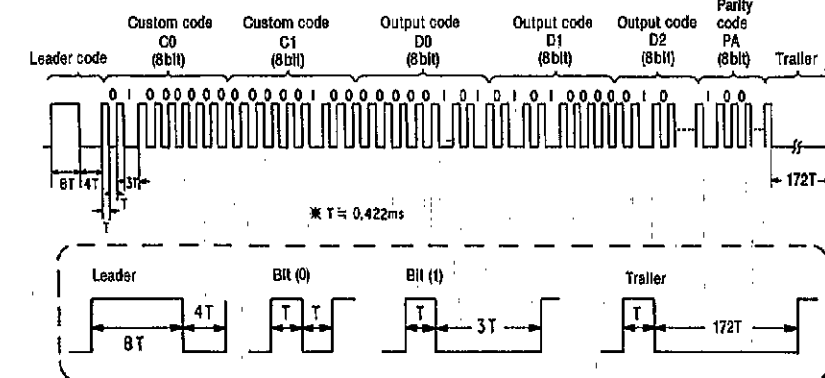 Parity
Custom code Custom code Output code Output code Output code code
C0 C1 D0 D1 D2 PA
Leader code (8bit) (8bit) (8bit) (8bit) (8bit) (8bit) Trailer
0 1 0 0 0 0 0 0 0 0 0 0 0 1 0 0 0 0 0 0 1 0 1 0 1 0 1 0 0 0 0 0 1 0 1 0 0
8T 4T 3T 172T
T
T
※ T ≒ 0.422ms
Leader Bit (0) Bit (1) Trailer
8T 4T T T T 3T T 172T